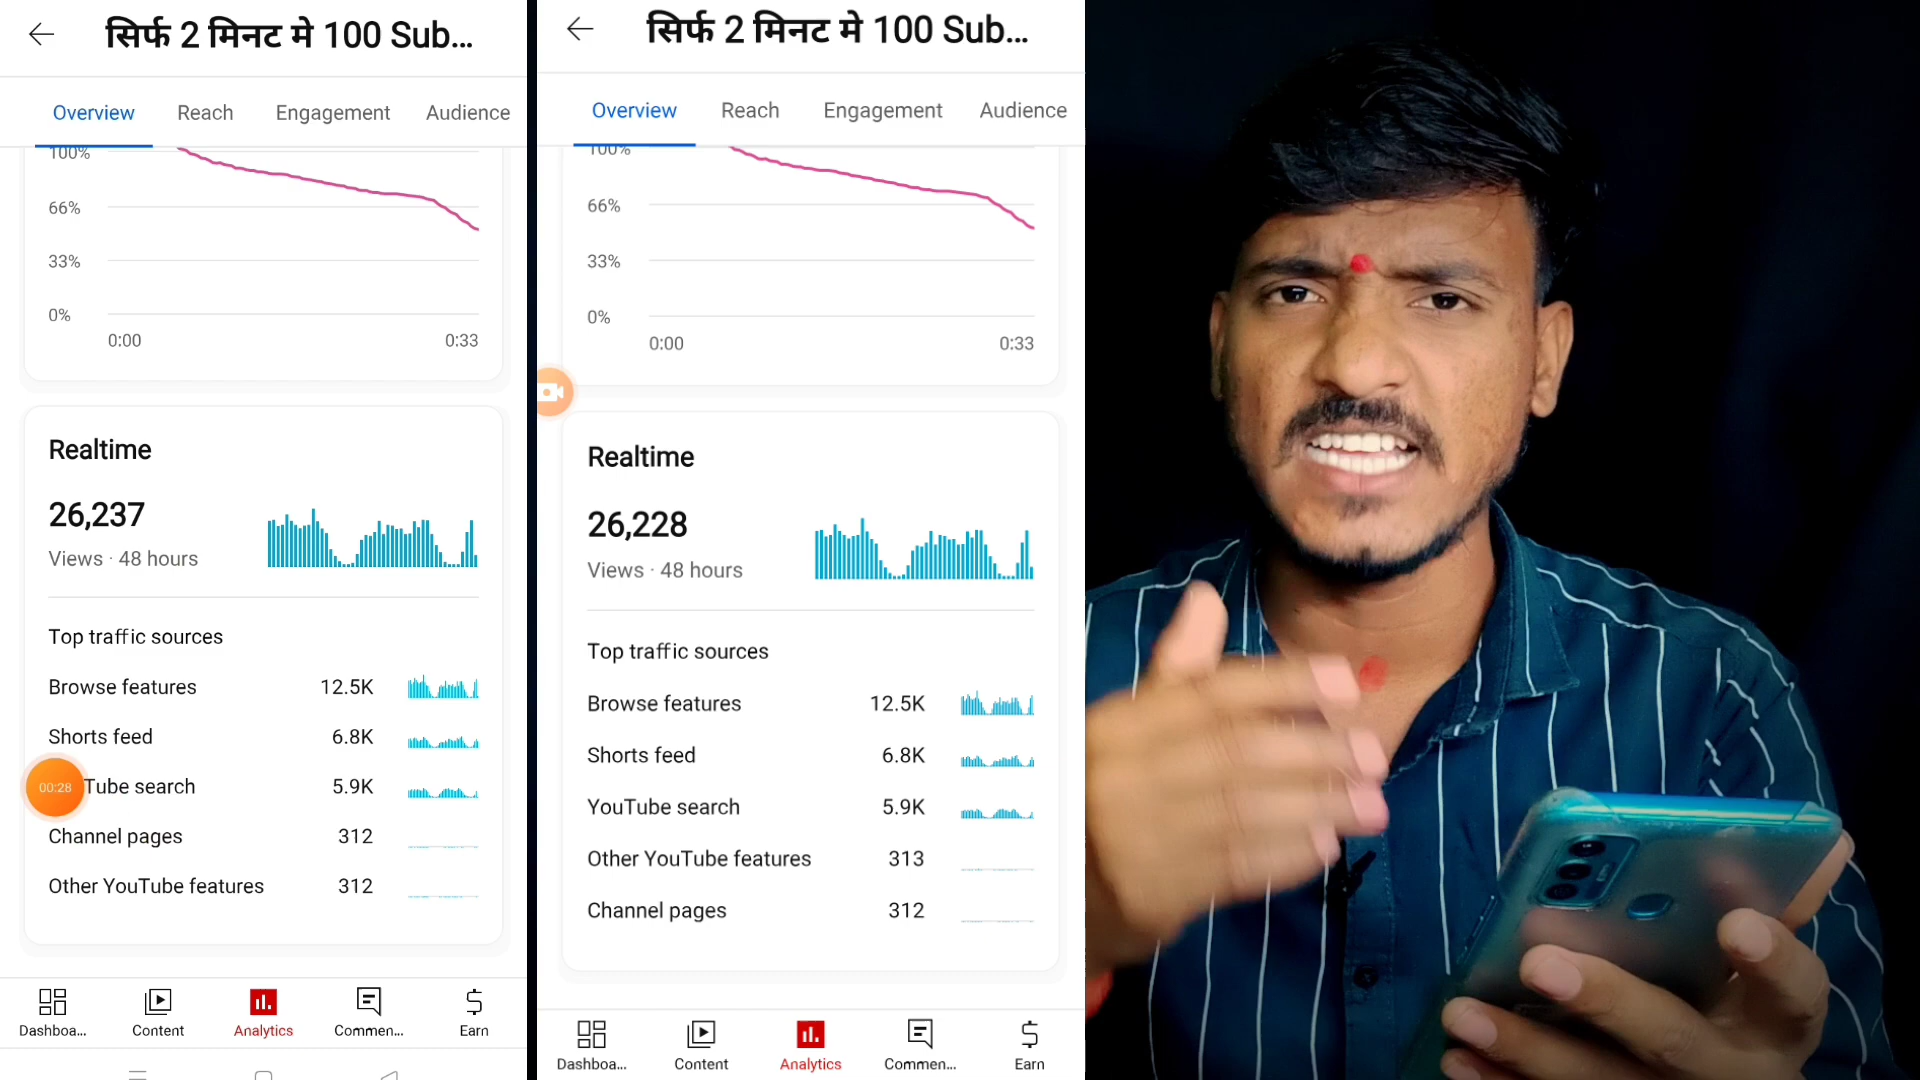 सिर्फ 2 मिनट मे 100 Sub...
Overview Reach Engagement Audience
100%
66%
33%
0%
0:00 0:33
Realtime
26,237
Views · 48 hours
Top traffic sources
Browse features 12.5K
Shorts feed 6.8K
00:28 Tube search 5.9K
Channel pages 312
Other YouTube features 312
Dashboa... Content Analytics Commen... Earn
सिर्फ 2 मिनट मे 100 Sub...
Overview Reach Engagement Audience
100%
66%
33%
0%
0:00 0:33
Realtime
26,228
Views · 48 hours
Top traffic sources
Browse features 12.5K
Shorts feed 6.8K
YouTube search 5.9K
Other YouTube features 313
Channel pages 312
Dashboa... Content Analytics Commen... Earn